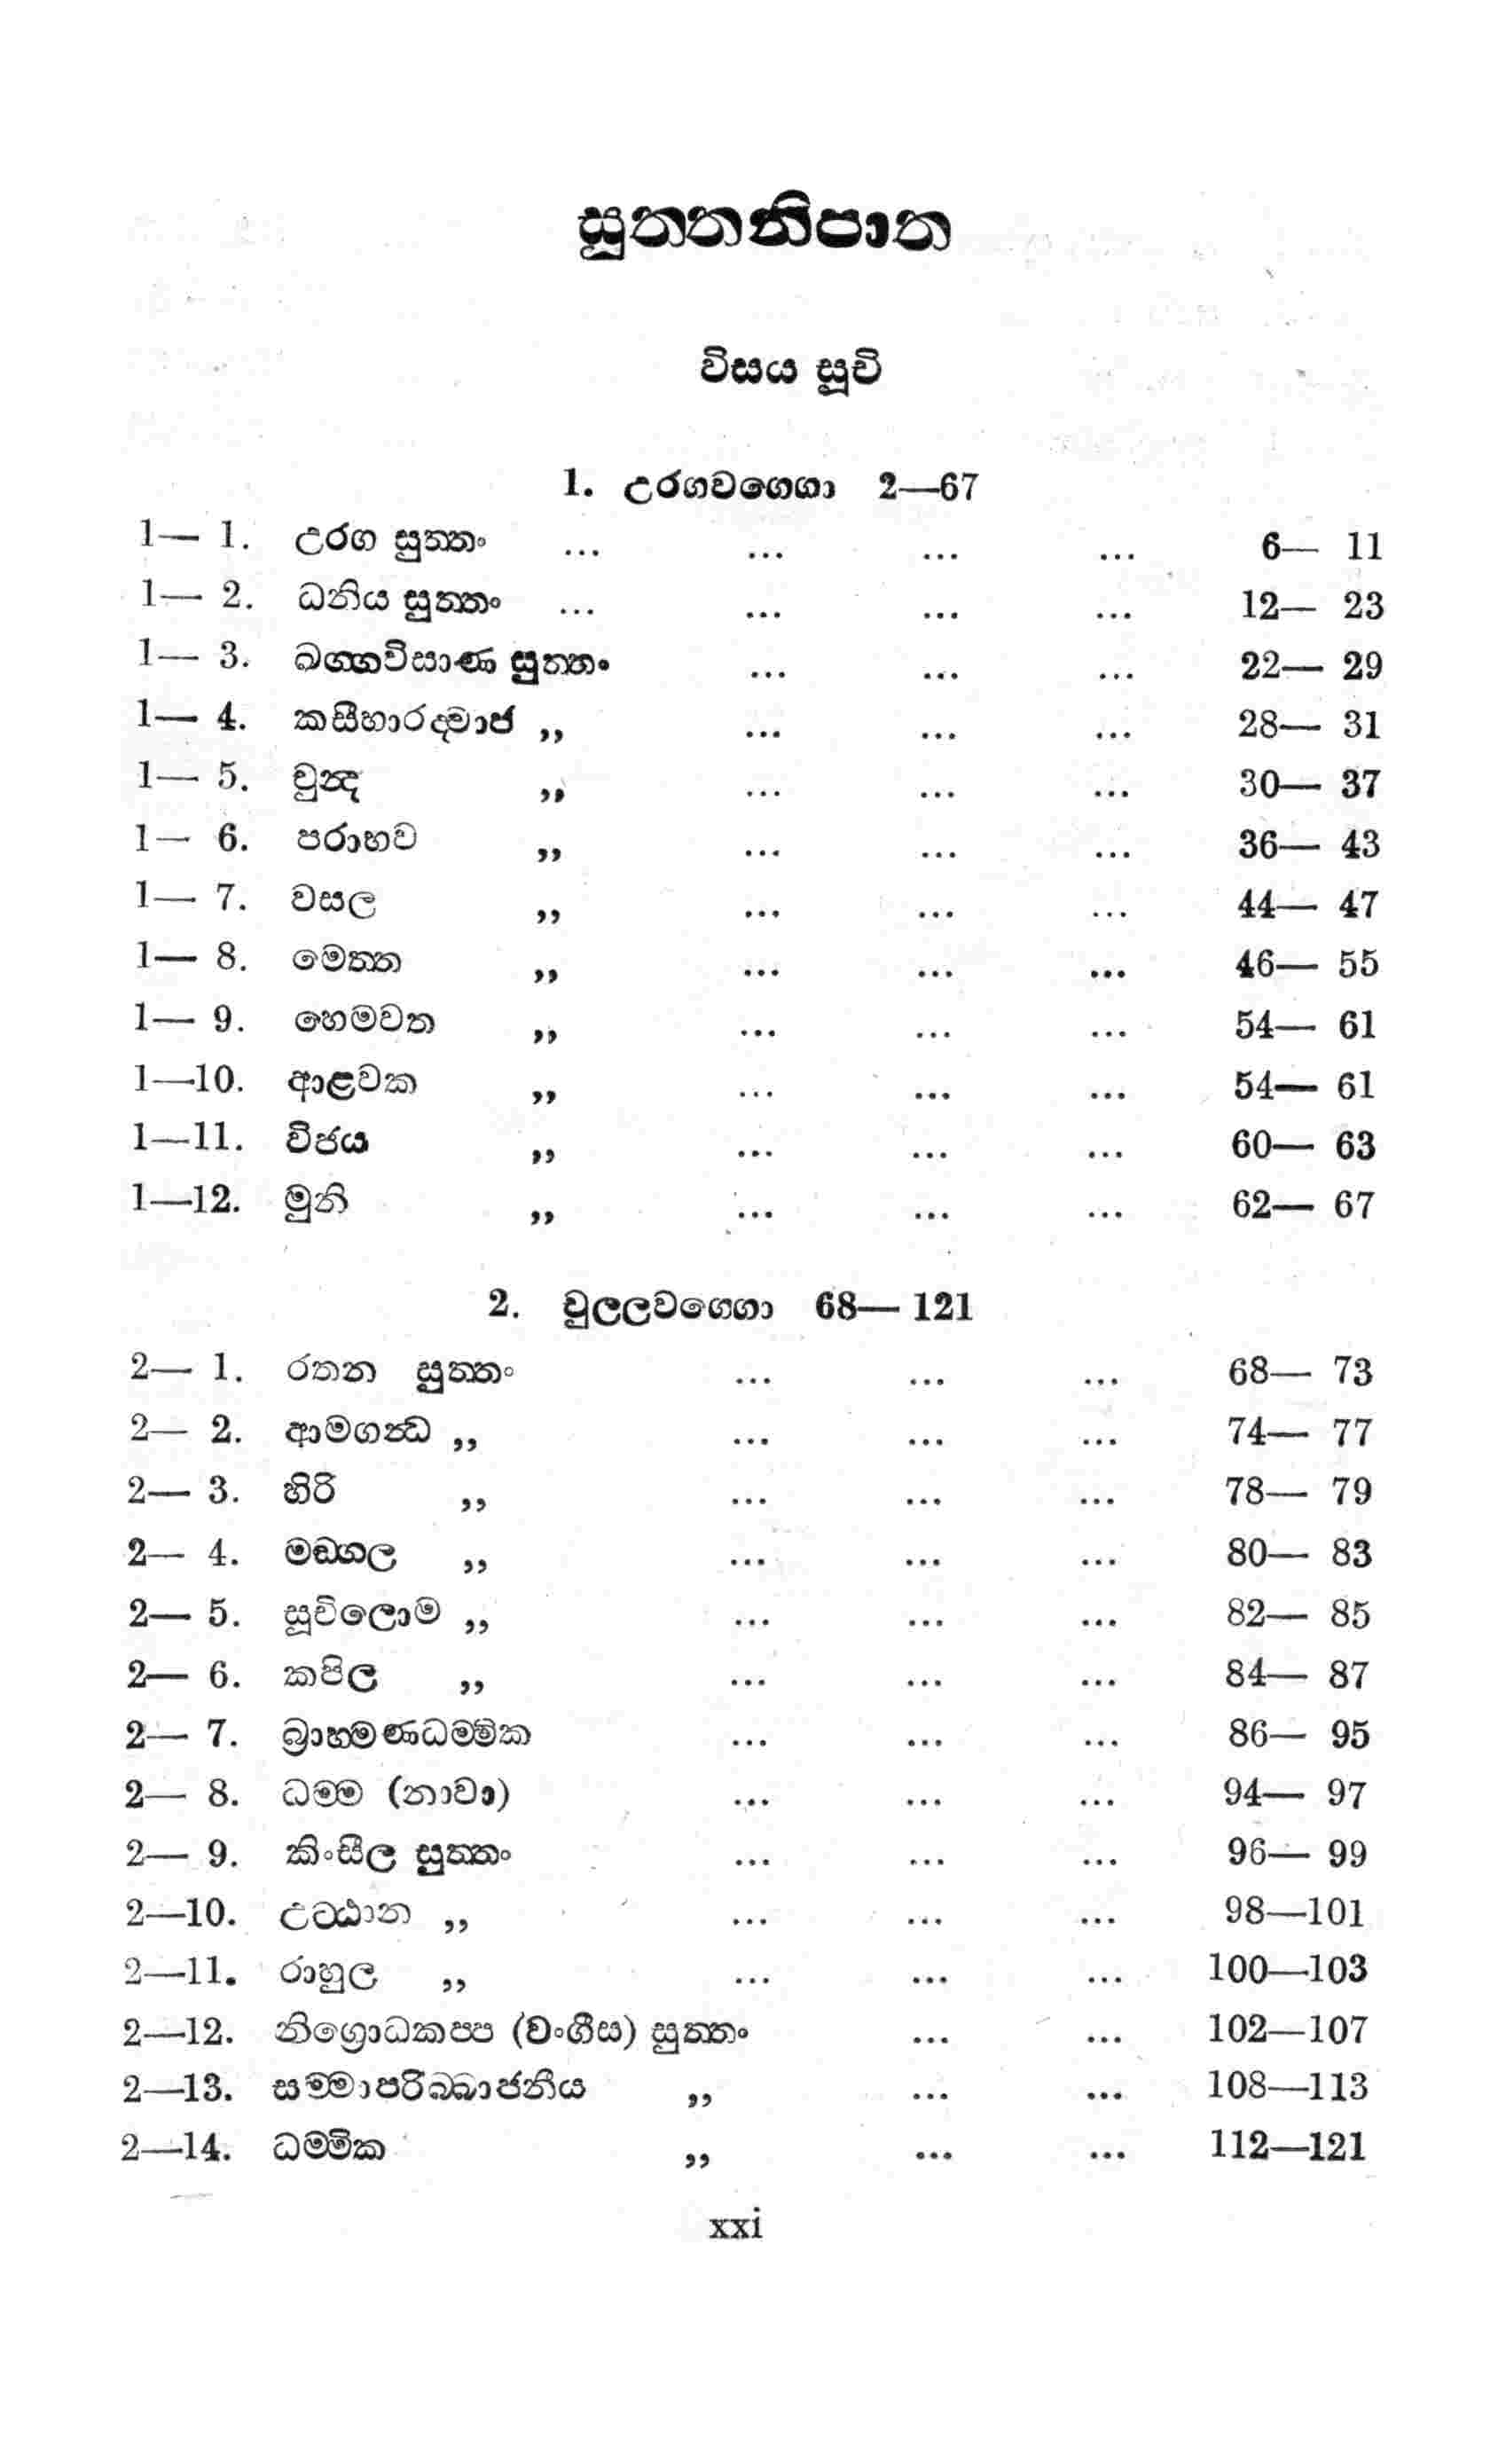 සුත‍්තනිපාත
විසය සූචි
1. උරගවග‍්ගො 2—67
1— 1. උරග සුත‍්තං ... ... ... ... 6— 11
1— 2. ධනිය සුත‍්තං ... ... ... ... 12— 23
1— 3. ඛග‍්ගවිසාණ සුත‍්තං ... ... ... 22— 29
1— 4. කසීභාරද‍්වාජ ,, ... ... ... 28— 31
1— 5. චුන්‍ද ,, ... ... ... 30— 37
1— 6. පරාභව ,, ... ... ... 36— 43
1— 7. වසල ,, ... ... ... 44— 47
1— 8. මෙත‍්ත ,, ... ... ... 46— 55
1— 9. හෙමවත ,, ... ... ... 54— 61
1—10. ආළවක ,, ... ... ... 54— 61
1—11. විජය ,, ... ... ... 60— 63
1—12. මුනි ,, ... ... ... 62— 67
2. චුලලවග‍්ගො 68— 121
2— 1. රතන සුත‍්තං ... ... ... 68— 73
2— 2. ආමගන්‍ධ ,, ... ... ... 74— 77
2— 3. හිරි ,, ... ... ... 78— 79
2— 4. මඞ‍්ගල ,, ... ... ... 80— 83
2— 5. සූචිලොම ,, ... ... ... 82— 85
2— 6. කපිල ,, ... ... ... 84— 87
2— 7. බ්‍රාහ‍්මණධම‍්මික ... ... ... 86— 95
2— 8. ධම‍්ම (නාවා) ... ... ... 94— 97
2— 9. කිංසීල සුත‍්තං ... ... ... 96— 99
2—10. උට‍්ඨාන ,, ... ... ... 98—101
2—11. රාහුල ,, ... ... ... 100—103
2—12. නිග්‍රොධකප‍්ප (වංගීස) සුත‍්තං ... ... 102—107
2—13. සම‍්මාපරිබ‍්බාජනීය ,, ... ... 108—113
2—14. ධම‍්මික ,, ... ... 112—121
xxi